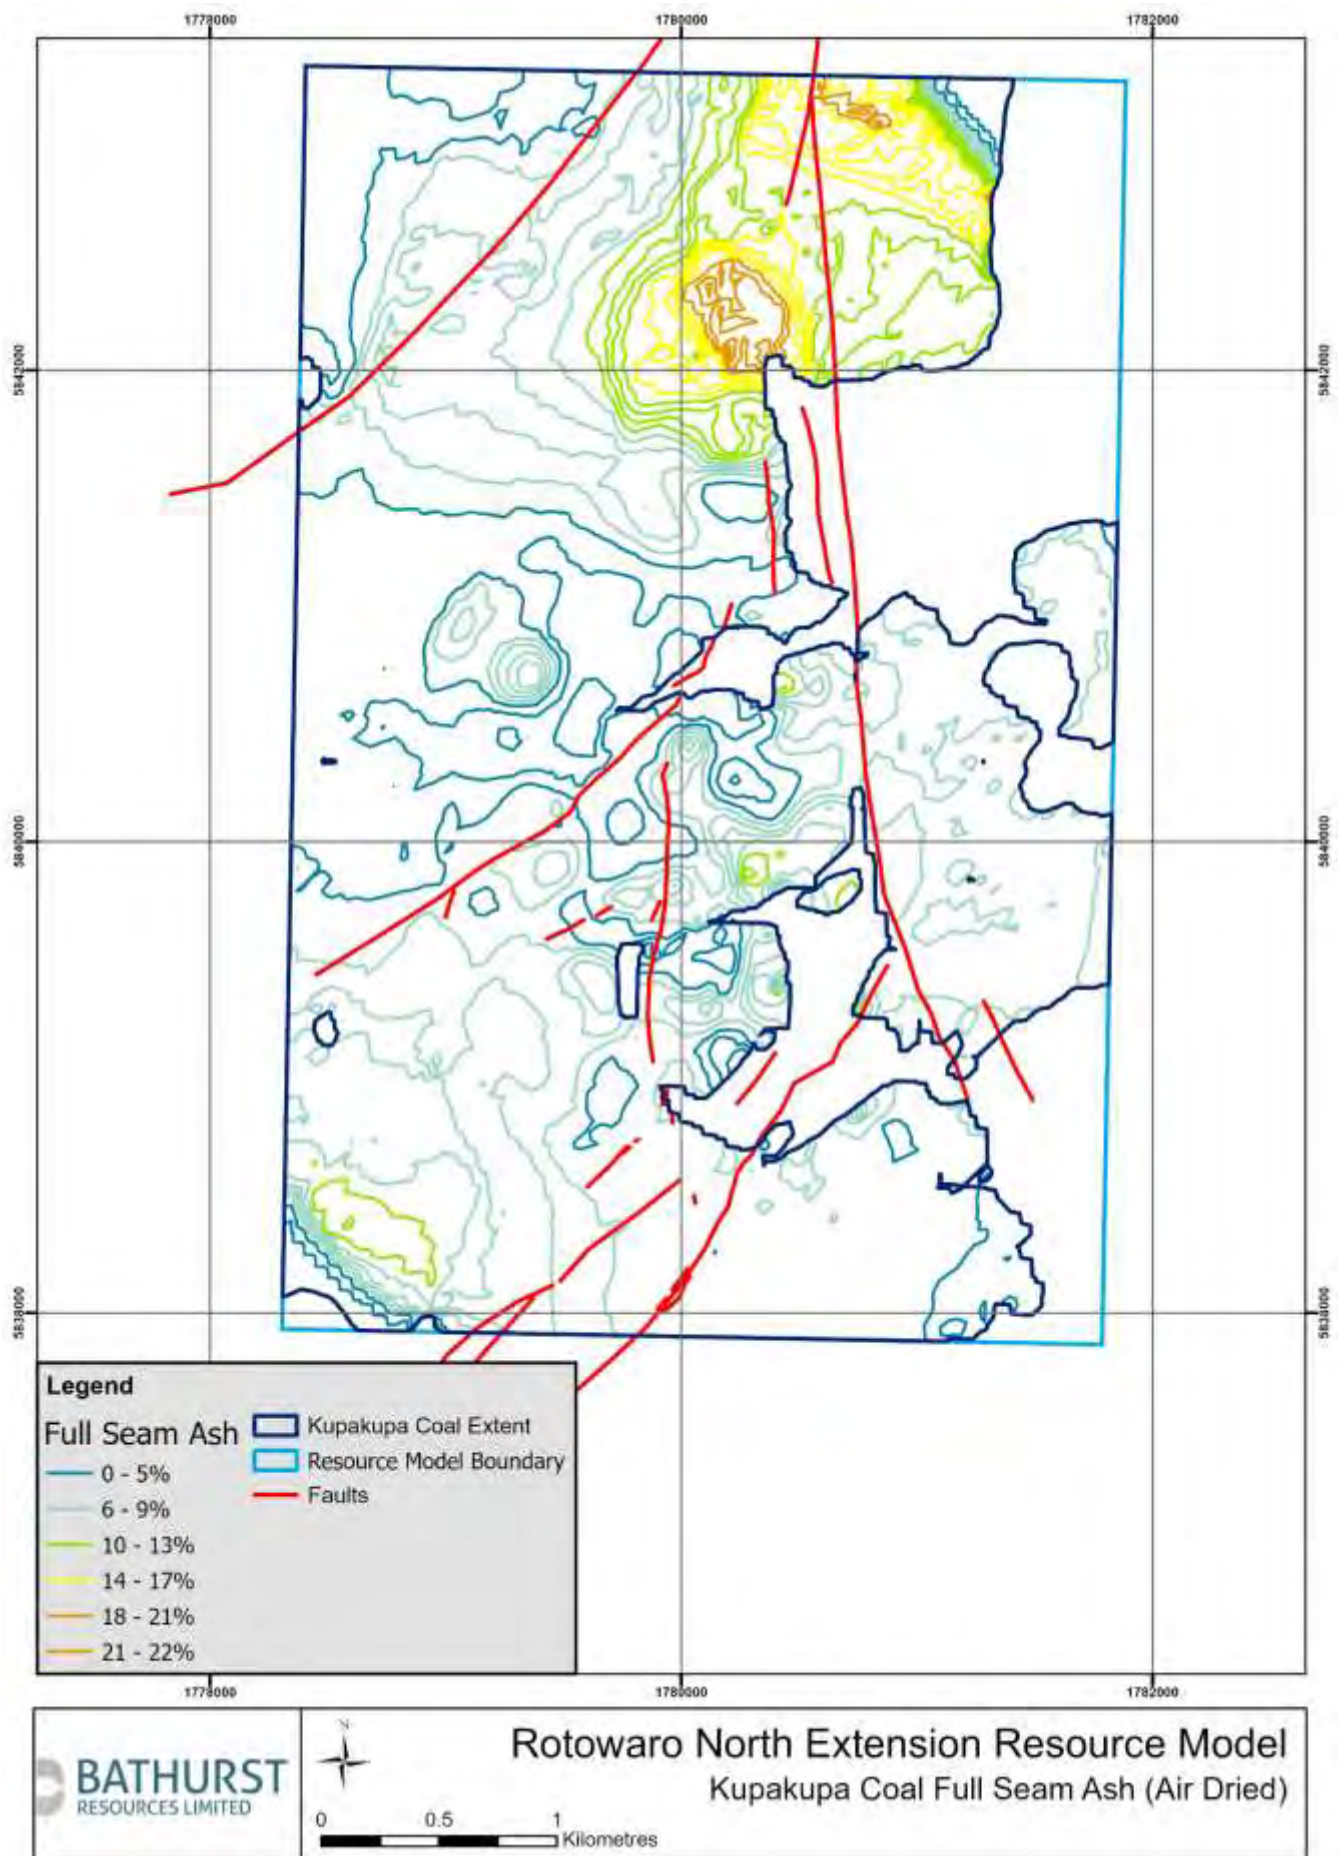 1778000 1780000 1782000
5842000 5842000
5840000 5840000
5838000 5838000
Legend
Full Seam Ash
0 - 5%
6 - 9%
10 - 13%
14 - 17%
18 - 21%
21 - 22%
Kupakupa Coal Extent
Resource Model Boundary
Faults
1778000 1780000 1782000
BATHURST
RESOURCES LIMITED
N
0 0.5 1
Kilometres
Rotowaro North Extension Resource Model
Kupakupa Coal Full Seam Ash (Air Dried)